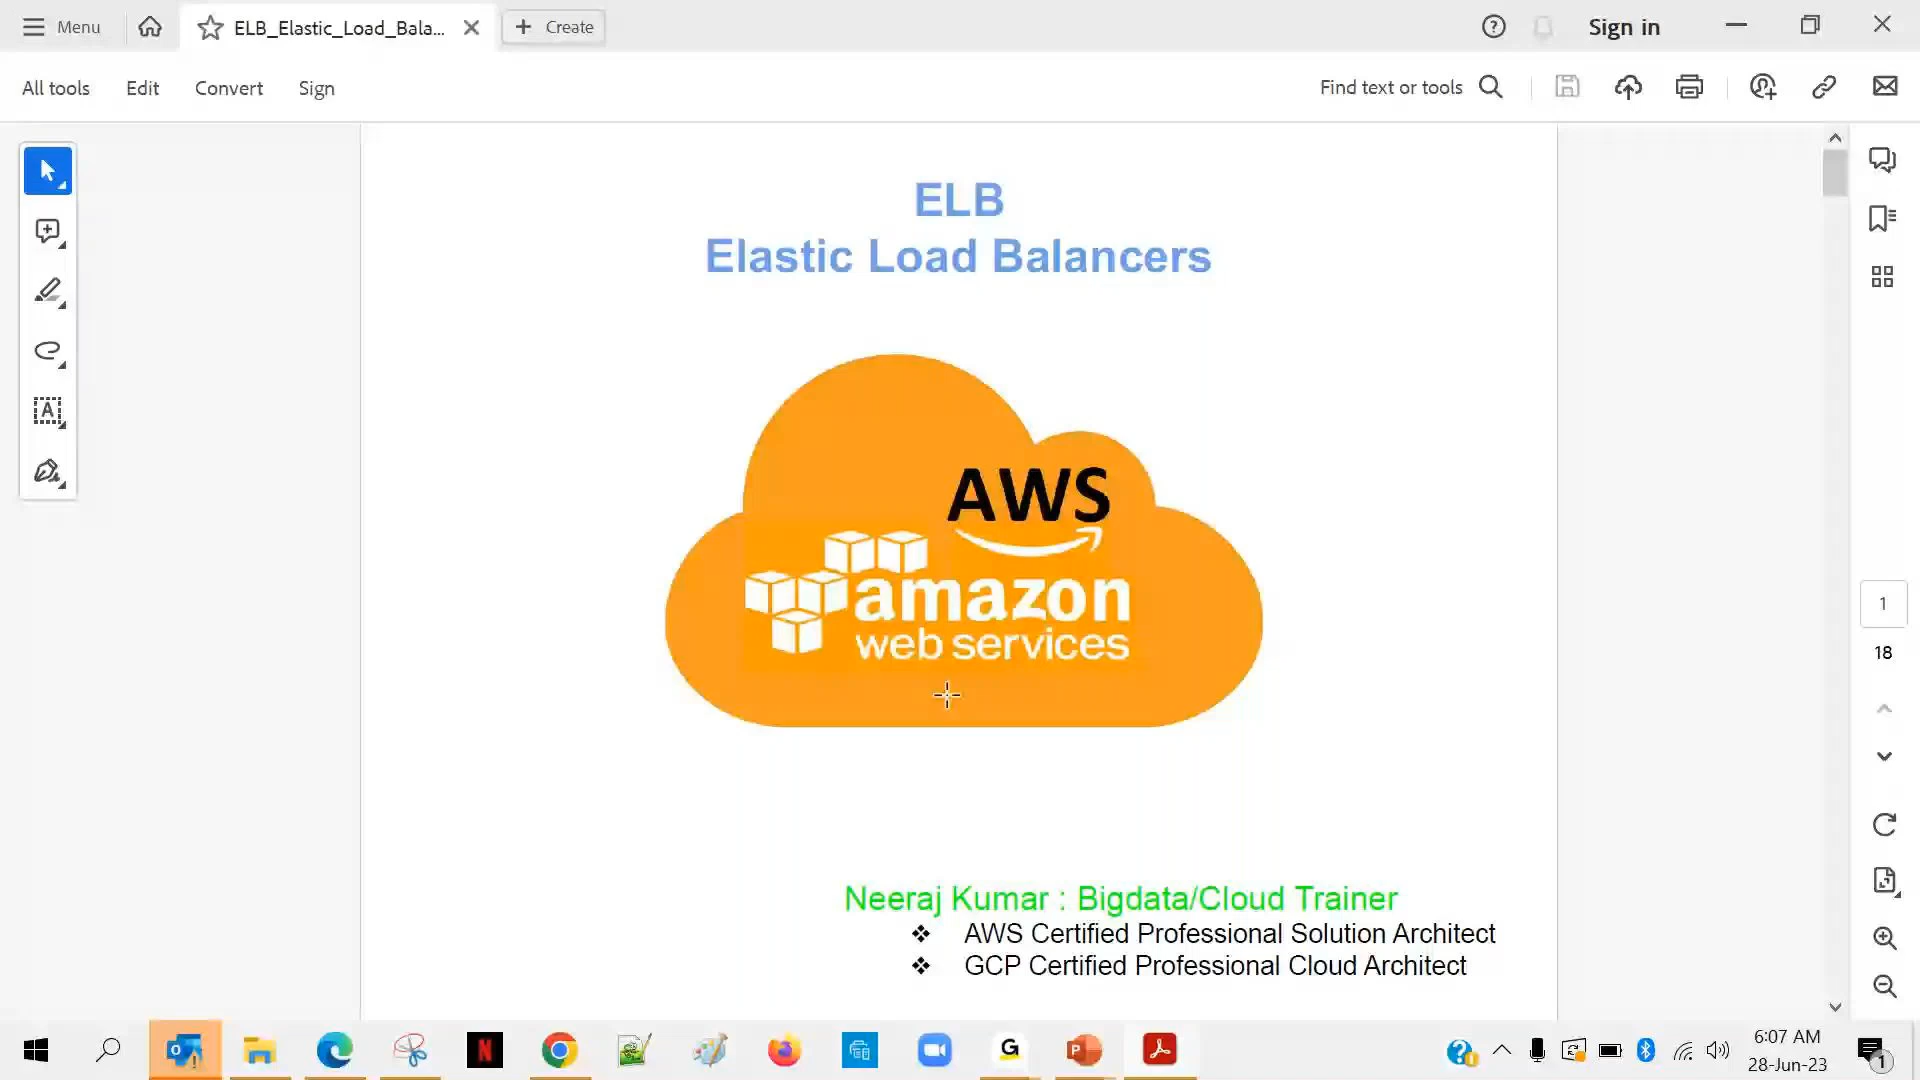 Menu
ELB_Elastic_Load_Bala...
Create
Sign in
All tools
Edit
Convert
Sign
Find text or tools
ELB
Elastic Load Balancers
AWS
amazon
web services
Neeraj Kumar : Bigdata/Cloud Trainer
❖ AWS Certified Professional Solution Architect
❖ GCP Certified Professional Cloud Architect
1
18
6:07 AM
28-Jun-23
1